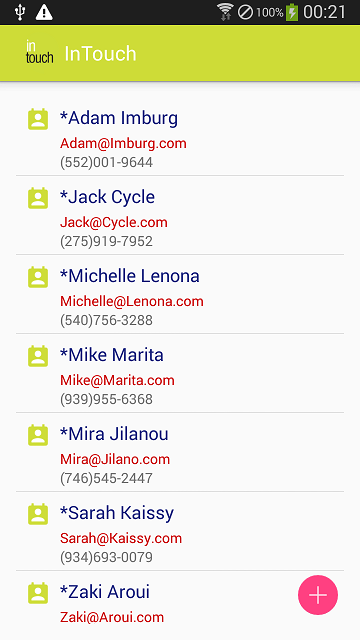 100% 00:21
in
touch InTouch
*Adam Imburg
Adam@Imburg.com
(552)001-9644
*Jack Cycle
Jack@Cycle.com
(275)919-7952
*Michelle Lenona
Michelle@Lenona.com
(540)756-3288
*Mike Marita
Mike@Marita.com
(939)955-6368
*Mira Jilanou
Mira@Jilano.com
(746)545-2447
*Sarah Kaissy
Sarah@Kaissy.com
(934)693-0079
*Zaki Aroui
Zaki@Aroui.com